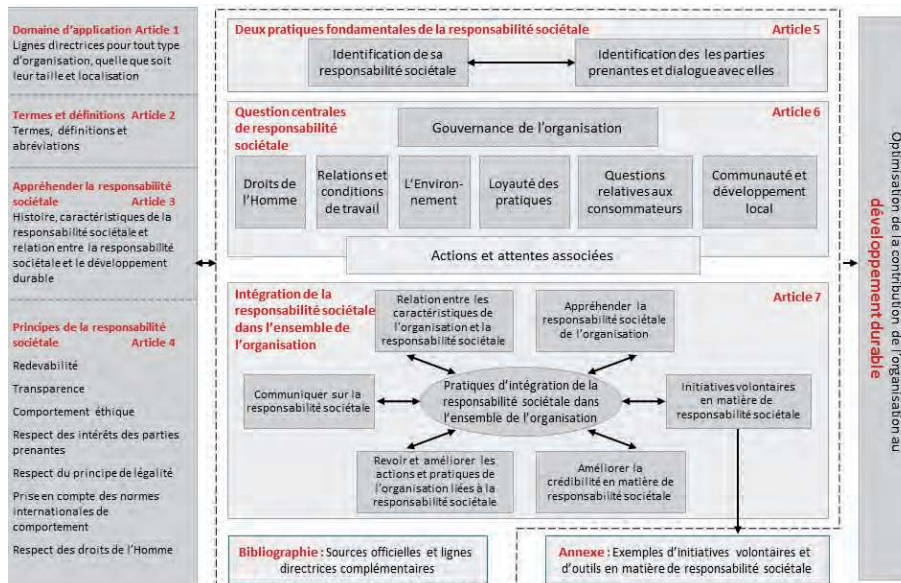 Domaine d'application Article 1
Lignes directrices pour tout type
d'organisation, quelle que soit
leur taille et localisation
Termes et définitions Article 2
Termes, définitions et
abréviations
Appréhender la responsabilité
sociétale Article 3
Histoire, caractéristiques de la
responsabilité sociétale et
relation entre la responsabilité
sociétale et le développement
durable
Principes de la responsabilité
sociétale Article 4
Redevabilité
Transparence
Comportement éthique
Respect des intérêts des parties
prenantes
Respect du principe de légalité
Prise en compte des normes
internationales de
comportement
Respect des droits de l'Homme
Deux pratiques fondamentales de la responsabilité sociétale Article 5
Identification de sa
responsabilité sociétale
Identification des les parties
prenantes et dialogue avec elles
Question centrales
de responsabilité
sociétale
Article 6
Gouvernance de l'organisation
Droits de
l'Homme
Relations et
conditions
de travail
L'Environ-
nement
Loyauté des
pratiques
Questions
relatives aux
consommateurs
Communauté et
développement
local
Actions et attentes associées
Intégration de la
responsabilité sociétale
dans l'ensemble de
l'organisation
Article 7
Relation entre les
caractéristiques de
l'organisation et la
responsabilité sociétale
Appréhender la
responsabilité sociétale
de l'organisation
Communiquer sur la
responsabilité sociétale
Pratiques d'intégration de la
responsabilité sociétale dans
l'ensemble de l'organisation
Initiatives volontaires
en matière de
responsabilité sociétale
Revoir et améliorer les
actions et pratiques
de l'organisation liées à la
responsabilité sociétale
Améliorer la
crédibilité en matière de
responsabilité sociétale
Bibliographie : Sources officielles et lignes
directrices complémentaires
Annexe : Exemples d'initiatives volontaires et
d'outils en matière de responsabilité sociétale
Optimisation de la contribution de l'organisation au
développement durable